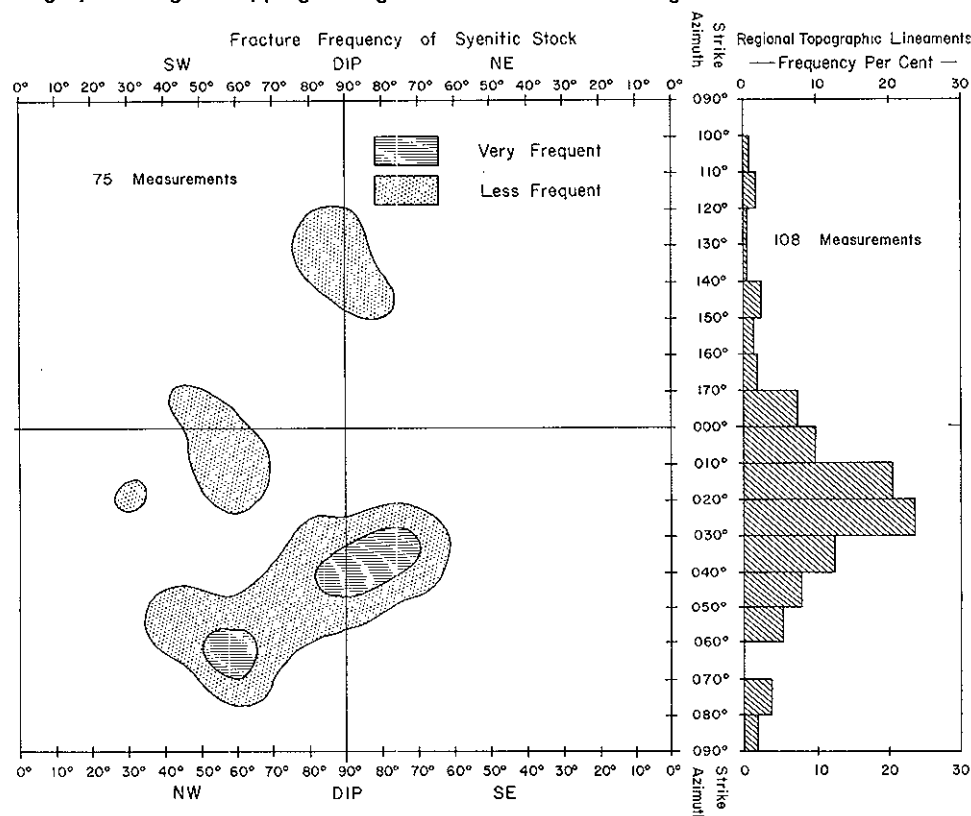 Fracture Frequency of Syenitic Stock
SW DIP NE
0° 10° 20° 30° 40° 50° 60° 70° 80° 90° 80° 70° 60° 50° 40° 30° 20° 10° 0°
75 Measurements
Very Frequent
Less Frequent
0° 10° 20° 30° 40° 50° 60° 70° 80° 90° 80° 70° 60° 50° 40° 30° 20° 10° 0°
NW DIP SE
Strike
Azimuth
090°
100°
110°
120°
130°
140°
150°
160°
170°
000°
010°
020°
030°
040°
050°
060°
070°
080°
090°
Strike
Azimuth
Regional Topographic Lineaments
Frequency Per Cent
0 10 20 30
108 Measurements
0 10 20 30